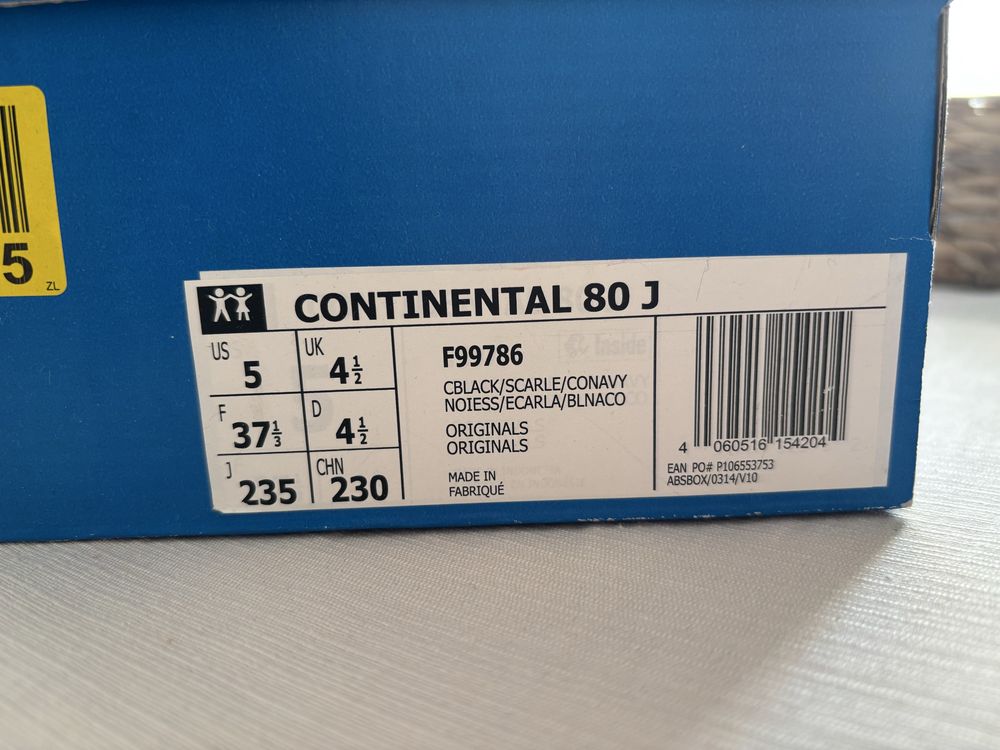 5
ZL
CONTINENTAL 80 J
US 5
UK 4½
F 37⅓
D 4½
J 235
CHN 230
F99786
CBLACK/SCARLE/CONAVY
NOIESS/ECARLA/BLNACO
ORIGINALS
ORIGINALS
MADE IN
FABRIQUÉ
4 060516 154204
EAN PO# P106553753
ABSBOX/0314/V10